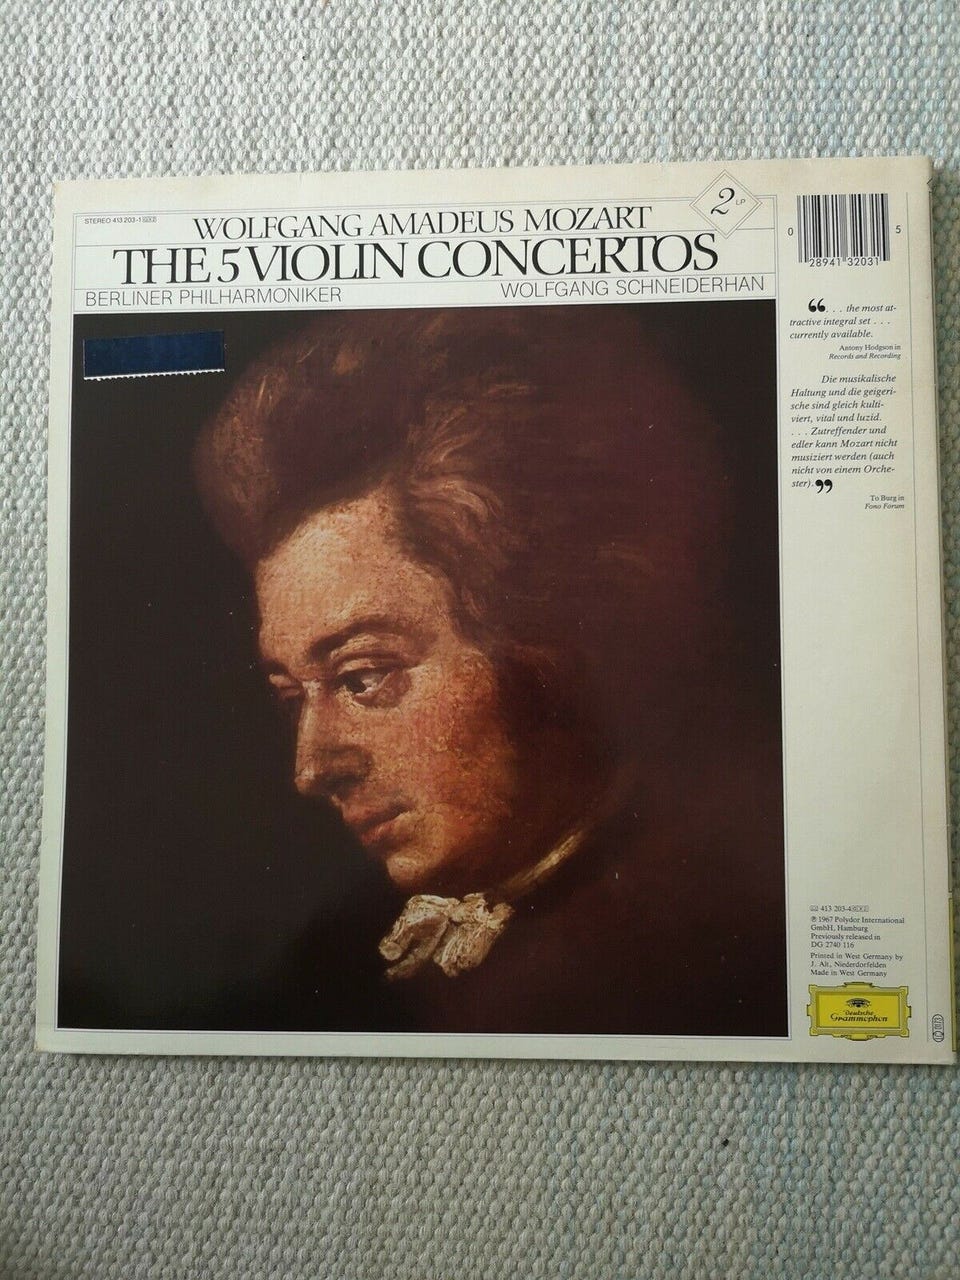 STEREO 413 203-1
WOLFGANG AMADEUS MOZART
THE 5 VIOLIN CONCERTOS
BERLINER PHILHARMONIKER
WOLFGANG SCHNEIDERHAN
2 LP
0 28941 32031 5
“ . . . the most at-
tractive integral set . . .
currently available.
Antony Hodgson in
Records and Recording
Die musikalische
Haltung und die geigeri-
sche sind gleich kulti-
viert, vital und luzid.
. . . Zutreffender und
edler kann Mozart nicht
musiziert werden (auch
nicht von einem Orche-
ster). ”
To Burg in
Fono Forum
413 203-4
℗ 1967 Polydor International
GmbH, Hamburg
Previously released in
DG 2740 116
Printed in West Germany by
J. Alt, Niederdorfelden
Made in West Germany
Deutsche
Grammophon